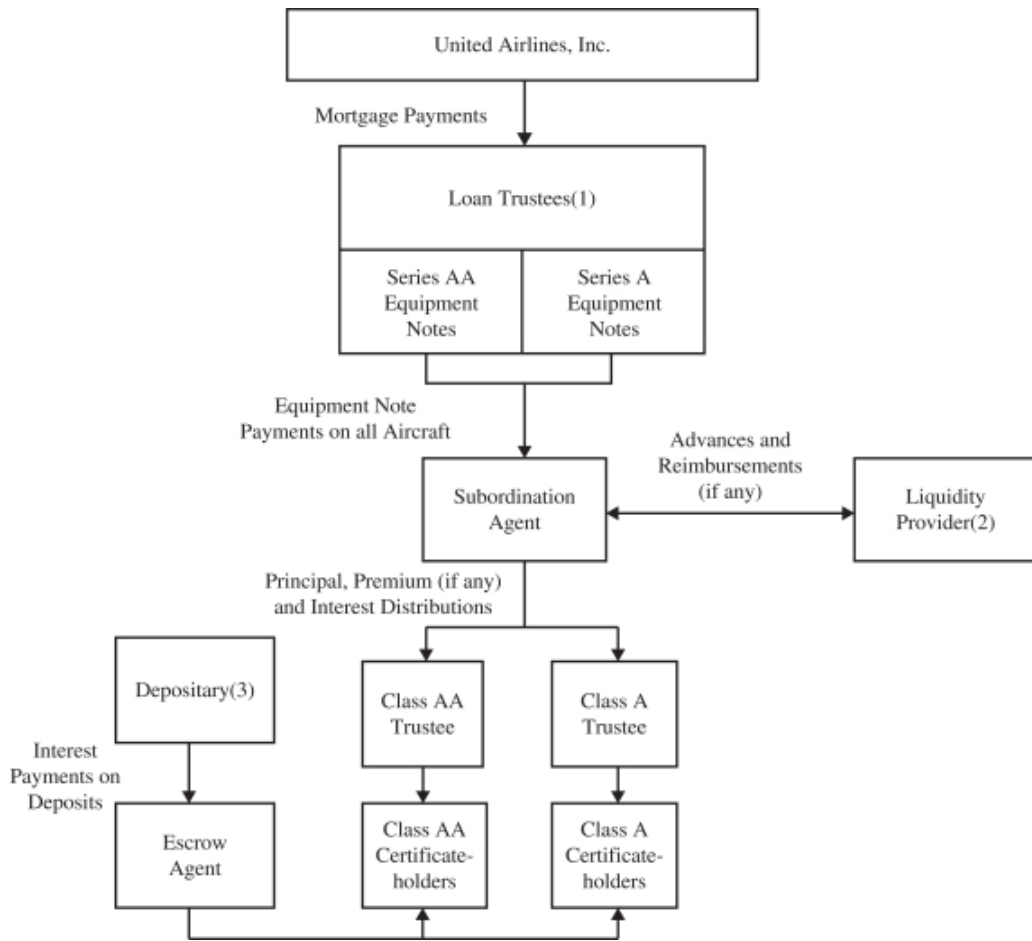 United Airlines, Inc.
Mortgage Payments
Loan Trustees(1)
Series AA
Equipment
Notes
Series A
Equipment
Notes
Equipment Note
Payments on all Aircraft
Advances and
Reimbursements
(if any)
Subordination
Agent
Liquidity
Provider(2)
Principal, Premium (if any)
and Interest Distributions
Depositary(3)
Class AA
Trustee
Class A
Trustee
Interest
Payments on
Deposits
Escrow
Agent
Class AA
Certificate-
holders
Class A
Certificate-
holders